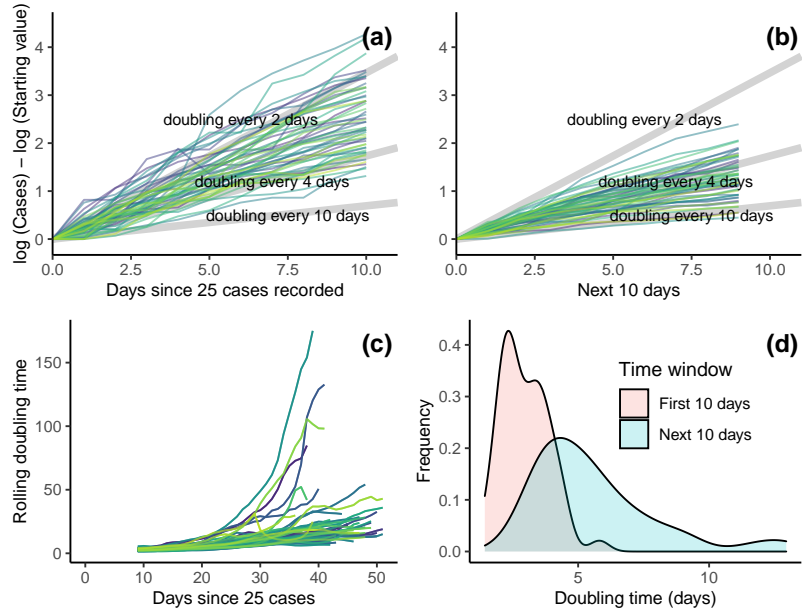 (a)
log (Cases) − log (Starting value)
4
3
2
1
0
doubling every 2 days
doubling every 4 days
doubling every 10 days
0.0 2.5 5.0 7.5 10.0
Days since 25 cases recorded
(b)
4
3
2
1
0
doubling every 2 days
doubling every 4 days
doubling every 10 days
0.0 2.5 5.0 7.5 10.0
Next 10 days
(c)
Rolling doubling time
150
100
50
0
0 10 20 30 40 50
Days since 25 cases
(d)
Frequency
0.4
0.3
0.2
0.1
0.0
Time window
First 10 days
Next 10 days
5 10
Doubling time (days)